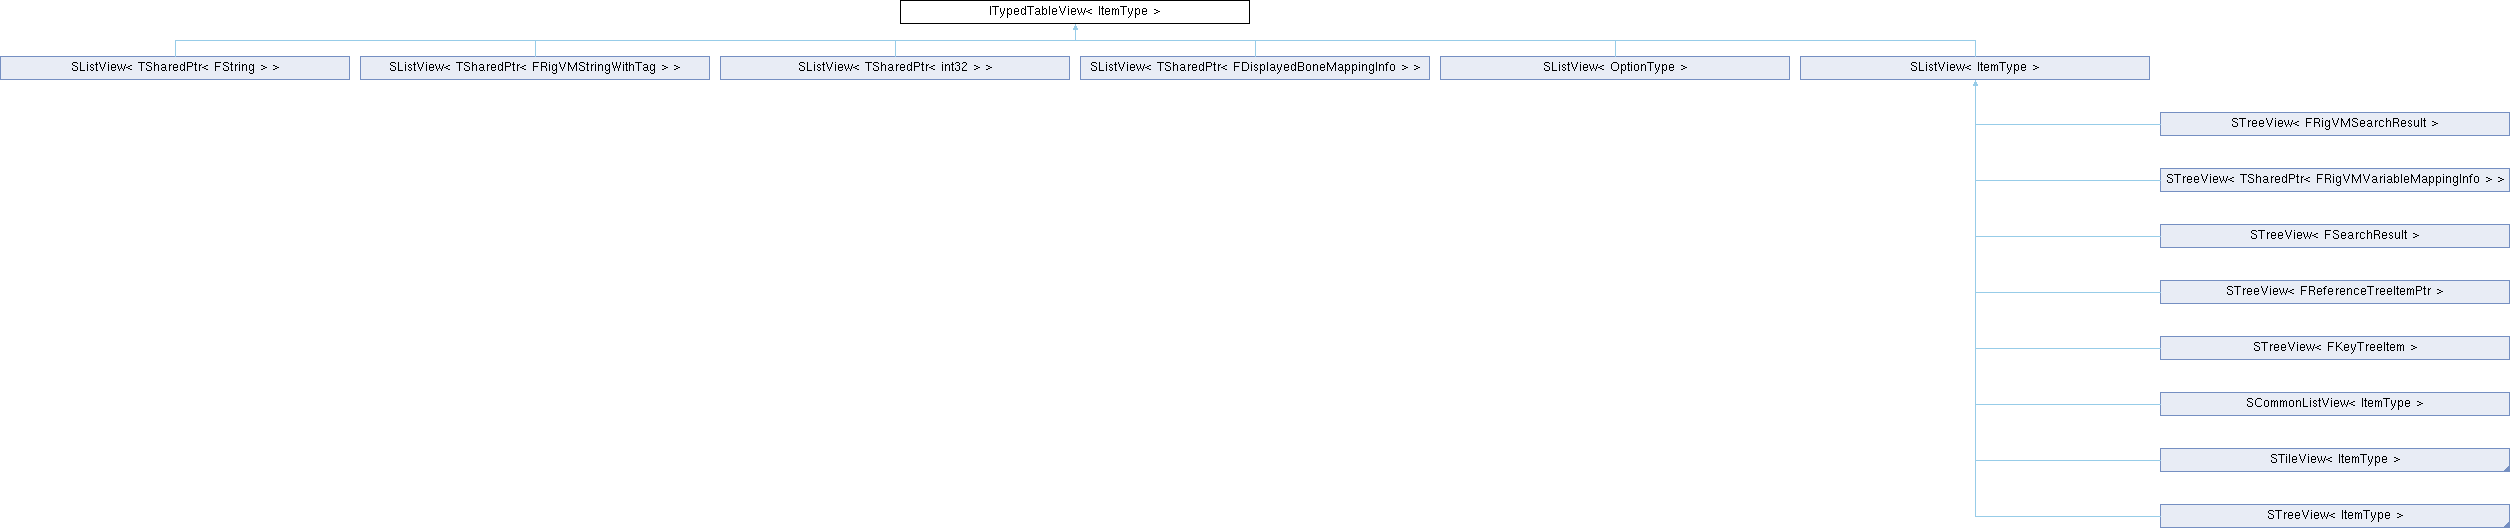 ITypedTableView< ItemType >
SListView< TSharedPtr< FString > >
SListView< TSharedPtr< FRigVMStringWithTag > >
SListView< TSharedPtr< int32 > >
SListView< TSharedPtr< FDisplayedBoneMappingInfo > >
SListView< OptionType >
SListView< ItemType >
STreeView< FRigVMSearchResult >
STreeView< TSharedPtr< FRigVMVariableMappingInfo > >
STreeView< FSearchResult >
STreeView< FReferenceTreeItemPtr >
STreeView< FKeyTreeItem >
SCommonListView< ItemType >
STileView< ItemType >
STreeView< ItemType >